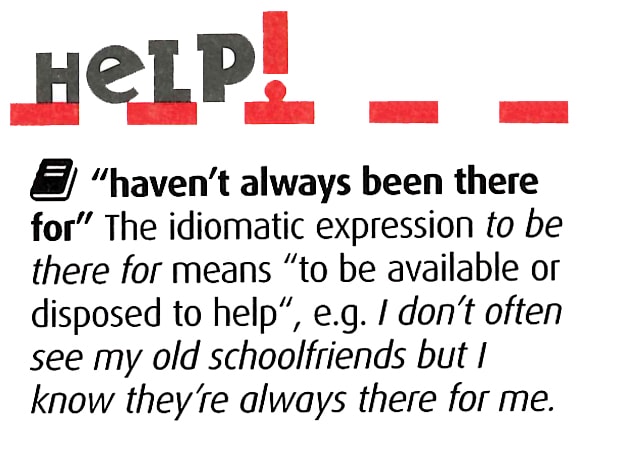 HeLP!
“haven’t always been there
for” The idiomatic expression to be
there for means “to be available or
disposed to help“, e.g. I don’t often
see my old schoolfriends but I
know they’re always there for me.